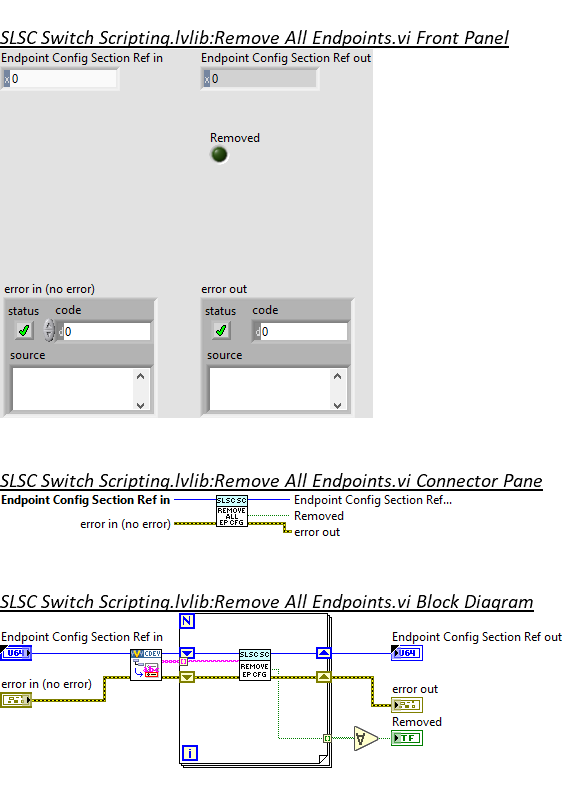 SLSC Switch Scripting.lvlib:Remove All Endpoints.vi Front Panel
Endpoint Config Section Ref in
Endpoint Config Section Ref out
x 0
x 0
Removed
error in (no error)
error out
status code
status code
d 0
d 0
source
source
SLSC Switch Scripting.lvlib:Remove All Endpoints.vi Connector Pane
Endpoint Config Section Ref in
SLSC SC
REMOVE
ALL
EP CFG
Endpoint Config Section Ref...
Removed
error in (no error)
error out
SLSC Switch Scripting.lvlib:Remove All Endpoints.vi Block Diagram
N
Endpoint Config Section Ref in
Endpoint Config Section Ref out
U64
CDEV
SLSC SC
REMOVE
EP CFG
U64
error in (no error)
error out
Removed
TF
i